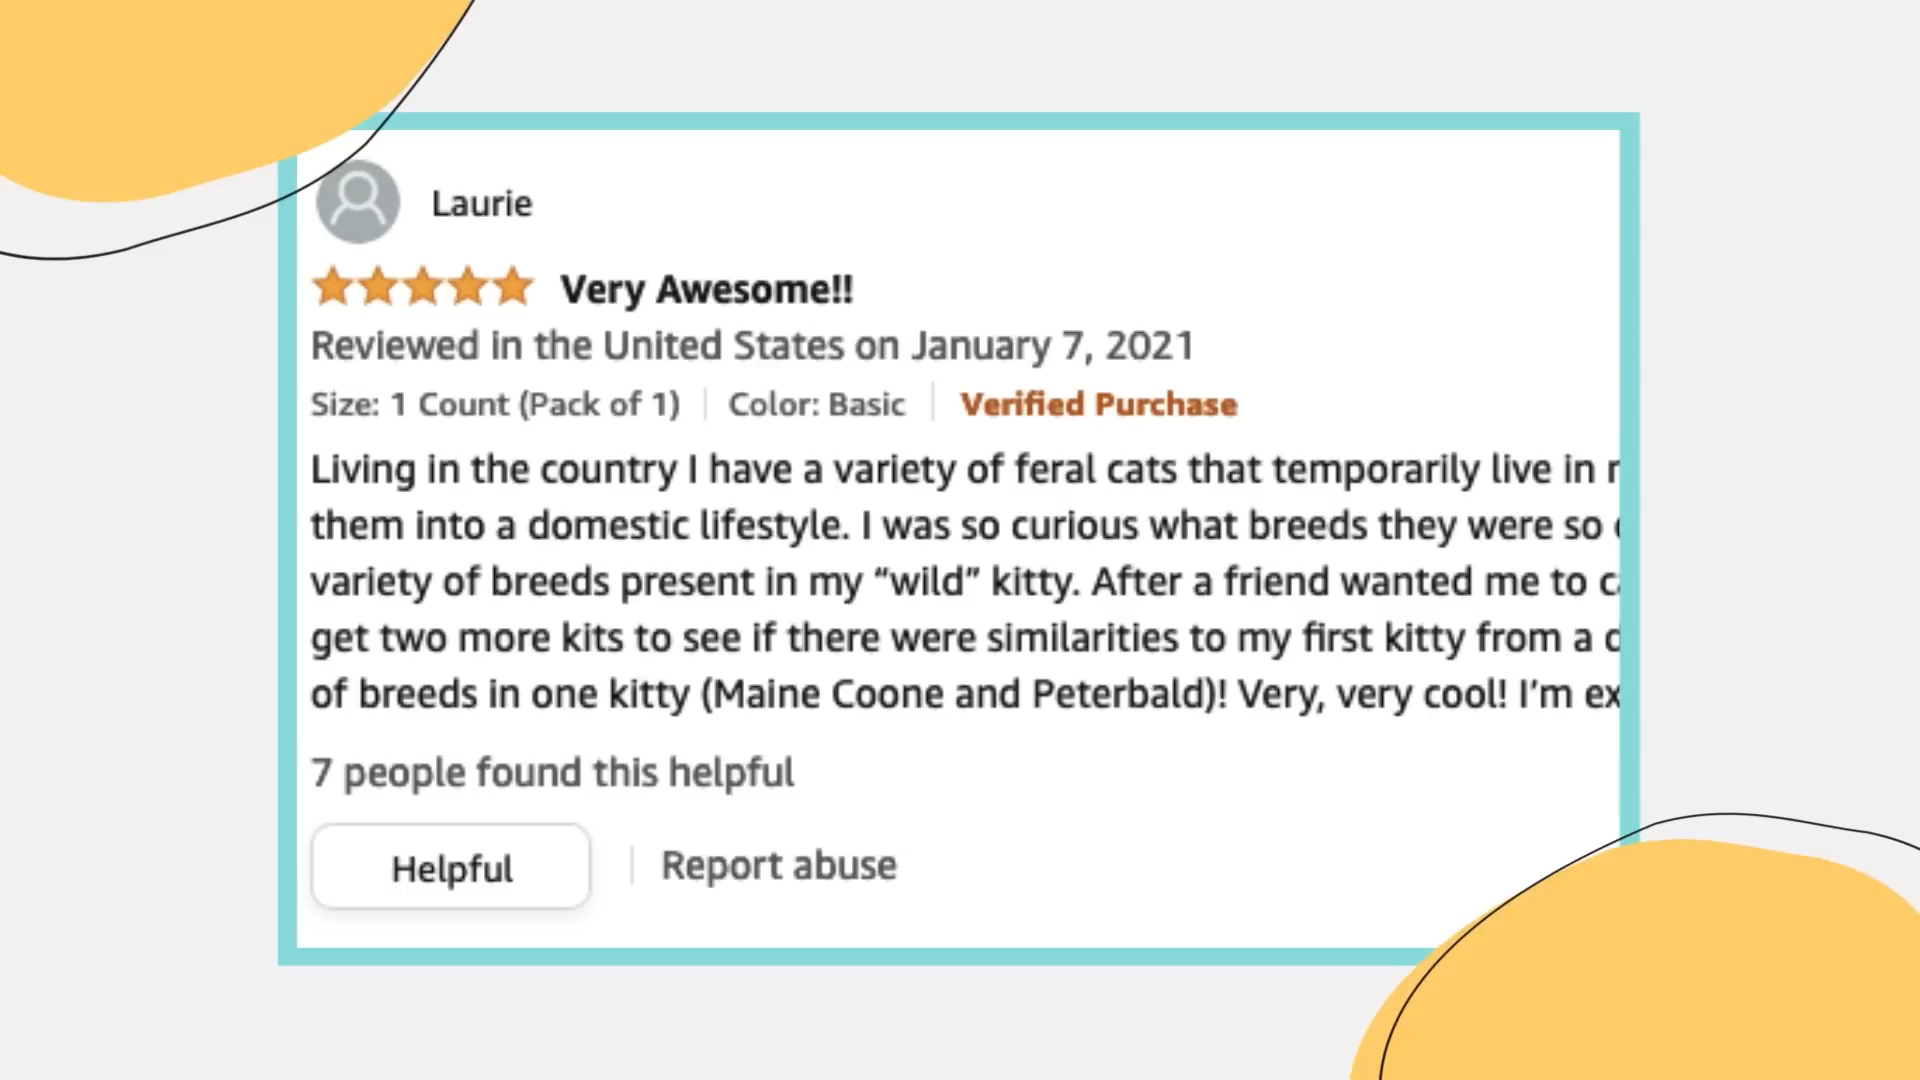 Laurie
Very Awesome!!
Reviewed in the United States on January 7, 2021
Size: 1 Count (Pack of 1) | Color: Basic | Verified Purchase
Living in the country I have a variety of feral cats that temporarily live in
them into a domestic lifestyle. I was so curious what breeds they were so
variety of breeds present in my “wild” kitty. After a friend wanted me to
get two more kits to see if there were similarities to my first kitty from a
of breeds in one kitty (Maine Coone and Peterbald)! Very, very cool! I’m
7 people found this helpful
Helpful | Report abuse